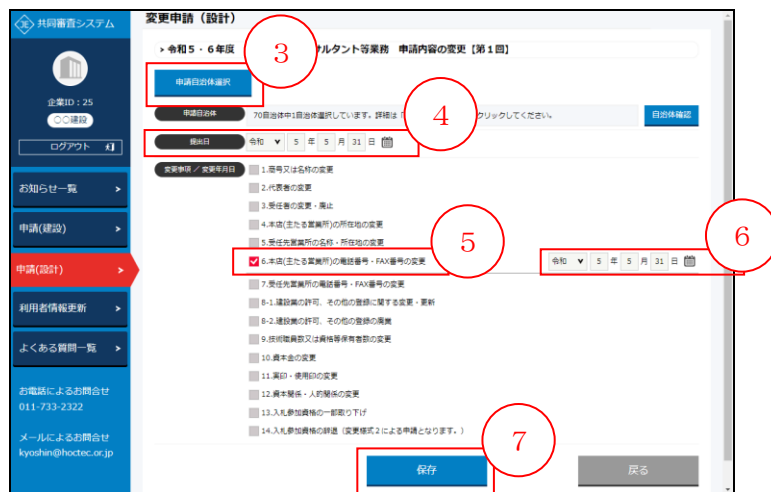 共同審査システム
企業ID：25
○○建設
ログアウト
お知らせ一覧 >
申請(建設) >
申請(設計) >
利用者情報更新 >
よくある質問一覧 >
お電話によるお問合せ
011-733-2322
メールによるお問合せ
kyoshin@hoctec.or.jp
変更申請（設計）
> 令和５・６年度 サルタント等業務 申請内容の変更【第１回】
③
申請自治体選択
申請自治体 70自治体中1自治体選択しています。詳細は「 クリックしてください。 自治体確認
④
提出日 令和 5 年 5 月 31 日
変更事項 ／ 変更年月日 1.商号又は名称の変更
2.代表者の変更
3.受任者の変更・廃止
4.本店(主たる営業所)の所在地の変更
5.受任先営業所の名称・所在地の変更
6.本店(主たる営業所)の電話番号・FAX番号の変更 令和 5 年 5 月 31 日
⑤
⑥
7.受任先営業所の電話番号・FAX番号の変更
8-1.建設業の許可、その他の登録に関する変更・更新
8-2.建設業の許可、その他の登録の廃業
9.技術職員数又は資格等保有者数の変更
10.資本金の変更
11.実印・使用印の変更
12.資本関係・人的関係の変更
13.入札参加資格の一部取り下げ
14.入札参加資格の辞退（変更様式２による申請となります。）
⑦
保存 戻る